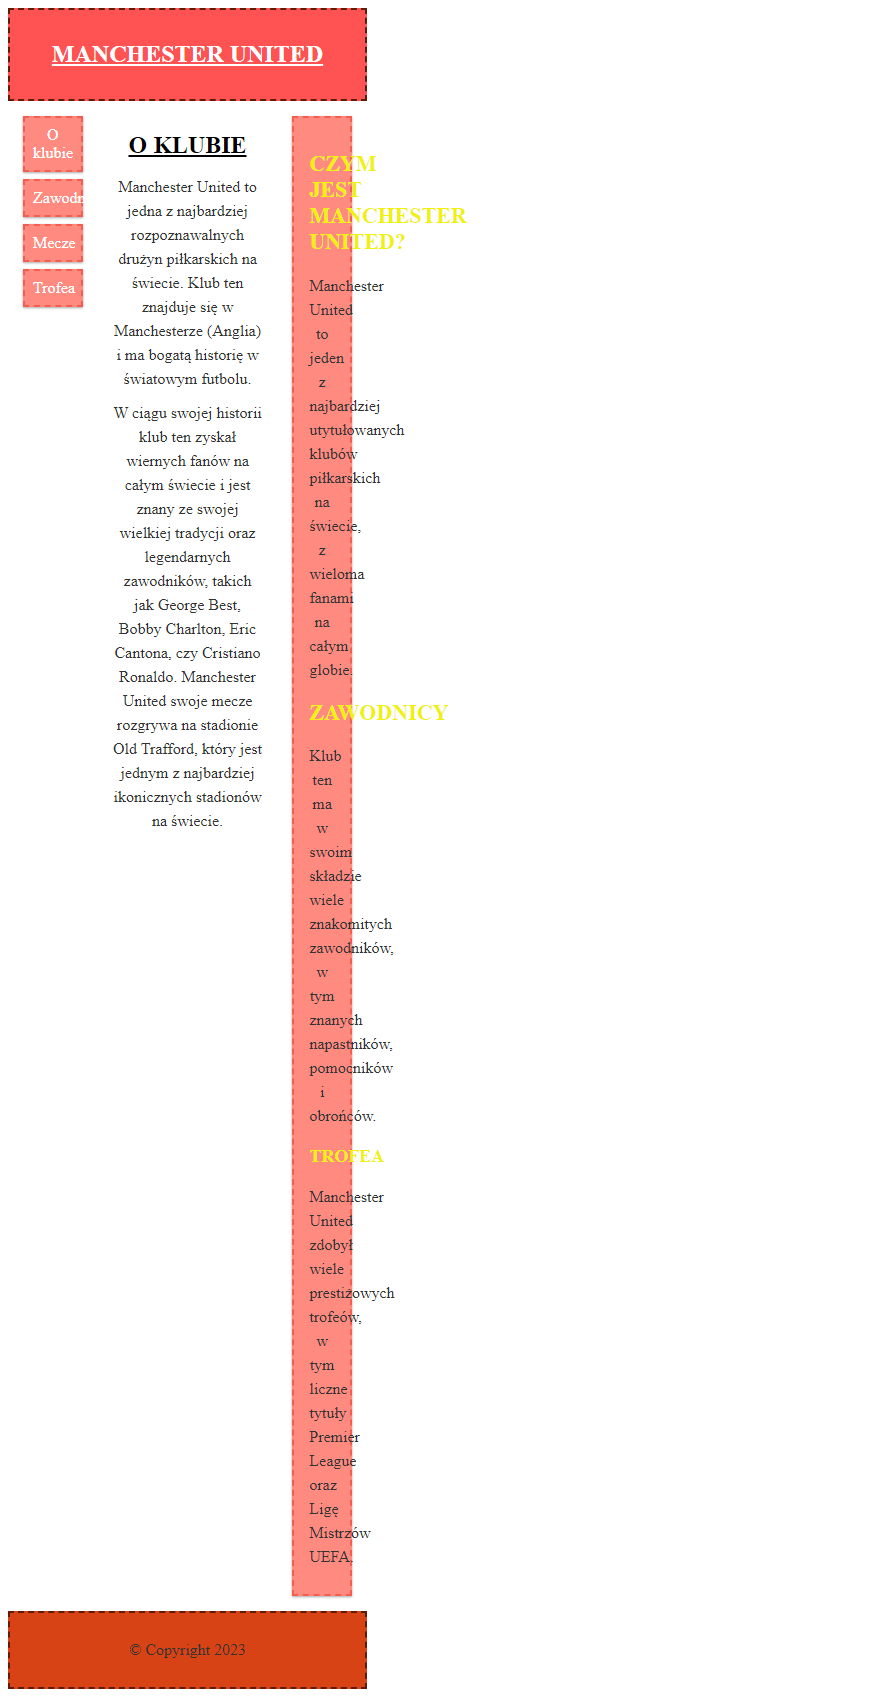 MANCHESTER UNITED
O
klubie
Zawodn
Mecze
Trofea
O KLUBIE
Manchester United to
jedna z najbardziej
rozpoznawalnych
drużyn piłkarskich na
świecie. Klub ten
znajduje się w
Manchesterze (Anglia)
i ma bogatą historię w
światowym futbolu.
W ciągu swojej historii
klub ten zyskał
wiernych fanów na
całym świecie i jest
znany ze swojej
wielkiej tradycji oraz
legendarnych
zawodników, takich
jak George Best,
Bobby Charlton, Eric
Cantona, czy Cristiano
Ronaldo. Manchester
United swoje mecze
rozgrywa na stadionie
Old Trafford, który jest
jednym z najbardziej
ikonicznych stadionów
na świecie.
CZYM
JEST
MANCHESTER
UNITED?
Manchester
United
to
jeden
z
najbardziej
utytułowanych
klubów
piłkarskich
na
świecie,
z
wieloma
fanami
na
całym
globie.
ZAWODNICY
Klub
ten
ma
w
swoim
składzie
wiele
znakomitych
zawodników,
w
tym
znanych
napastników,
pomocników
i
obrońców.
TROFEA
Manchester
United
zdobył
wiele
prestiżowych
trofeów,
w
tym
liczne
tytuły
Premier
League
oraz
Ligę
Mistrzów
UEFA.
© Copyright 2023